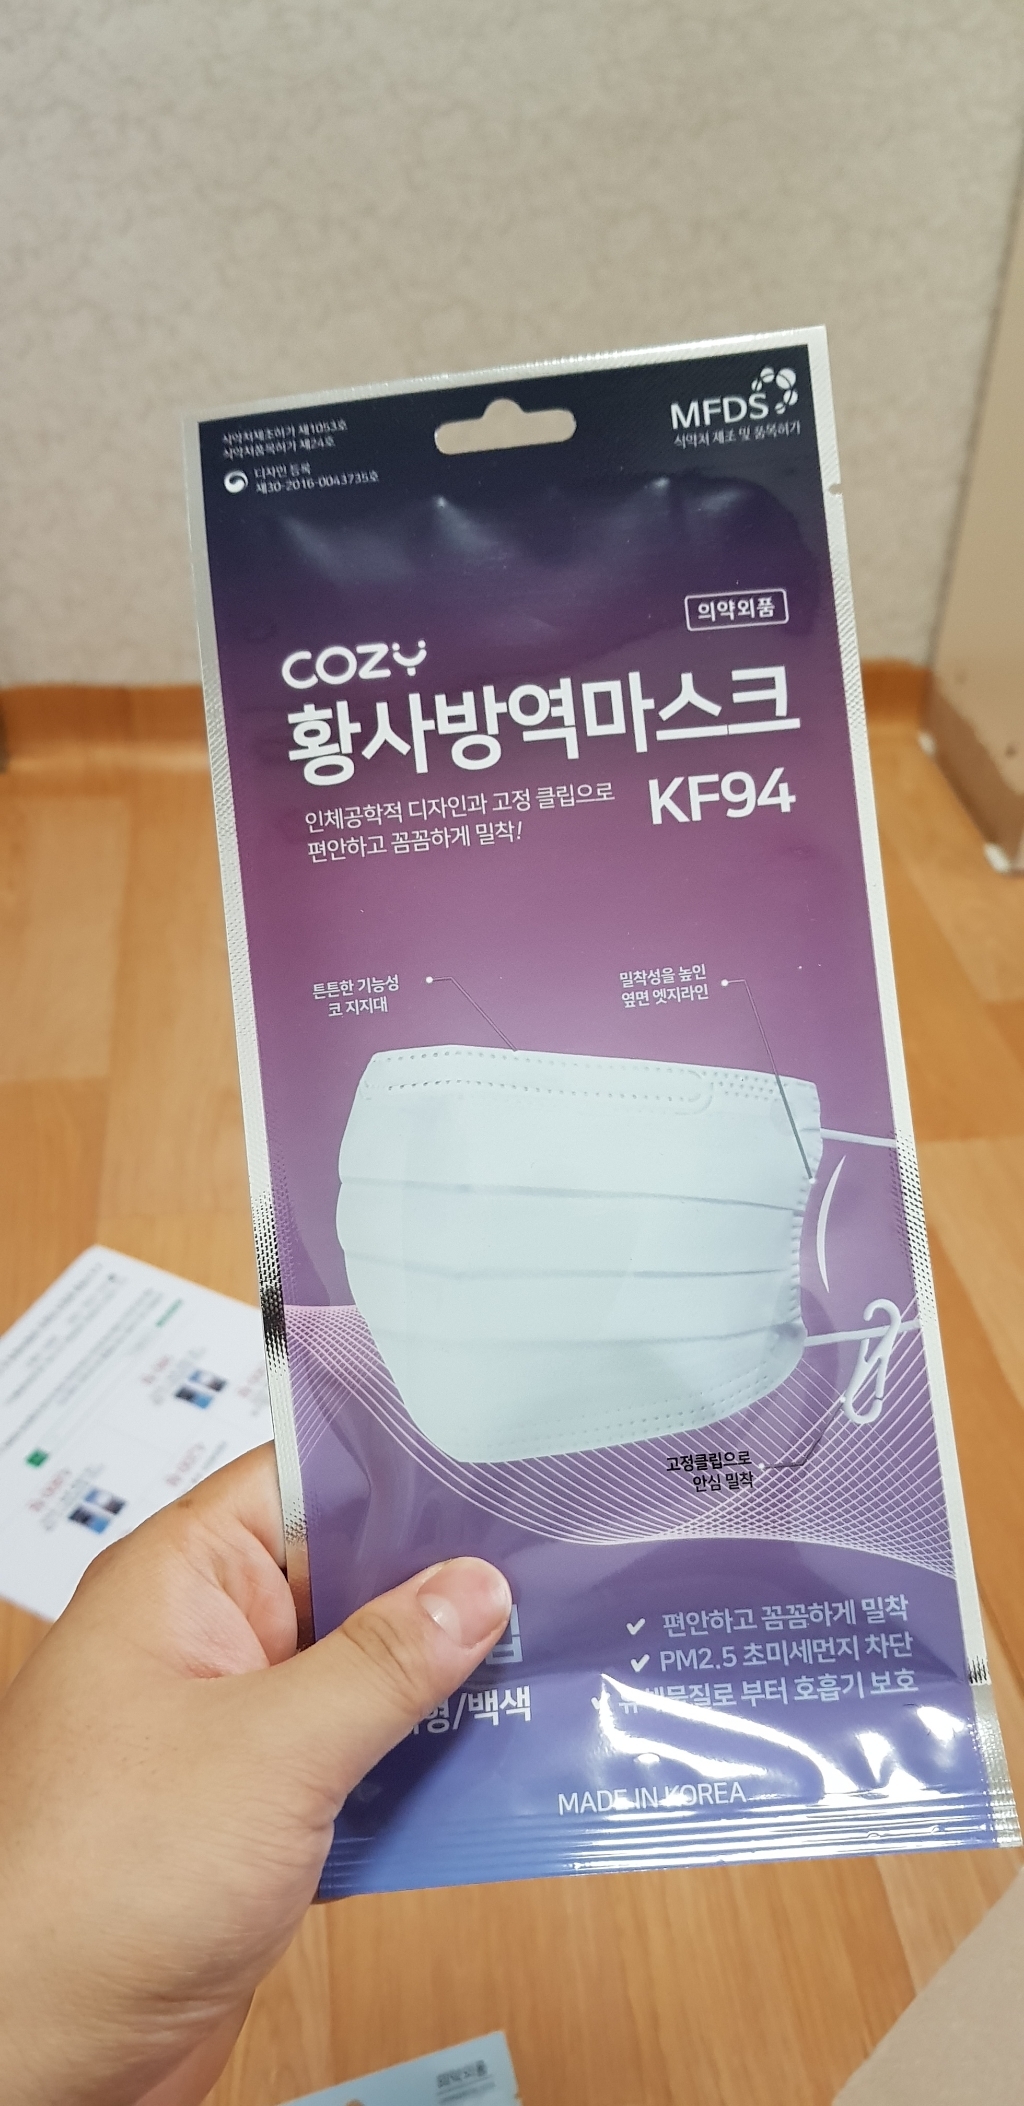 식약처제조허가 제1053호
식약처품목허가 제24호
디자인 등록
제30-2016-0043735호
MFDS
식약처 제조 및 품목허가
의약외품
COZY
황사방역마스크
KF94
인체공학적 디자인과 고정 클립으로
편안하고 꼼꼼하게 밀착!
튼튼한 기능성
코 지지대
밀착성을 높인
옆면 엣지라인
고정클립으로
안심 밀착
/백색
편안하고 꼼꼼하게 밀착
PM2.5 초미세먼지 차단
부터 호흡기 보호
MADE IN KOREA
의약외품